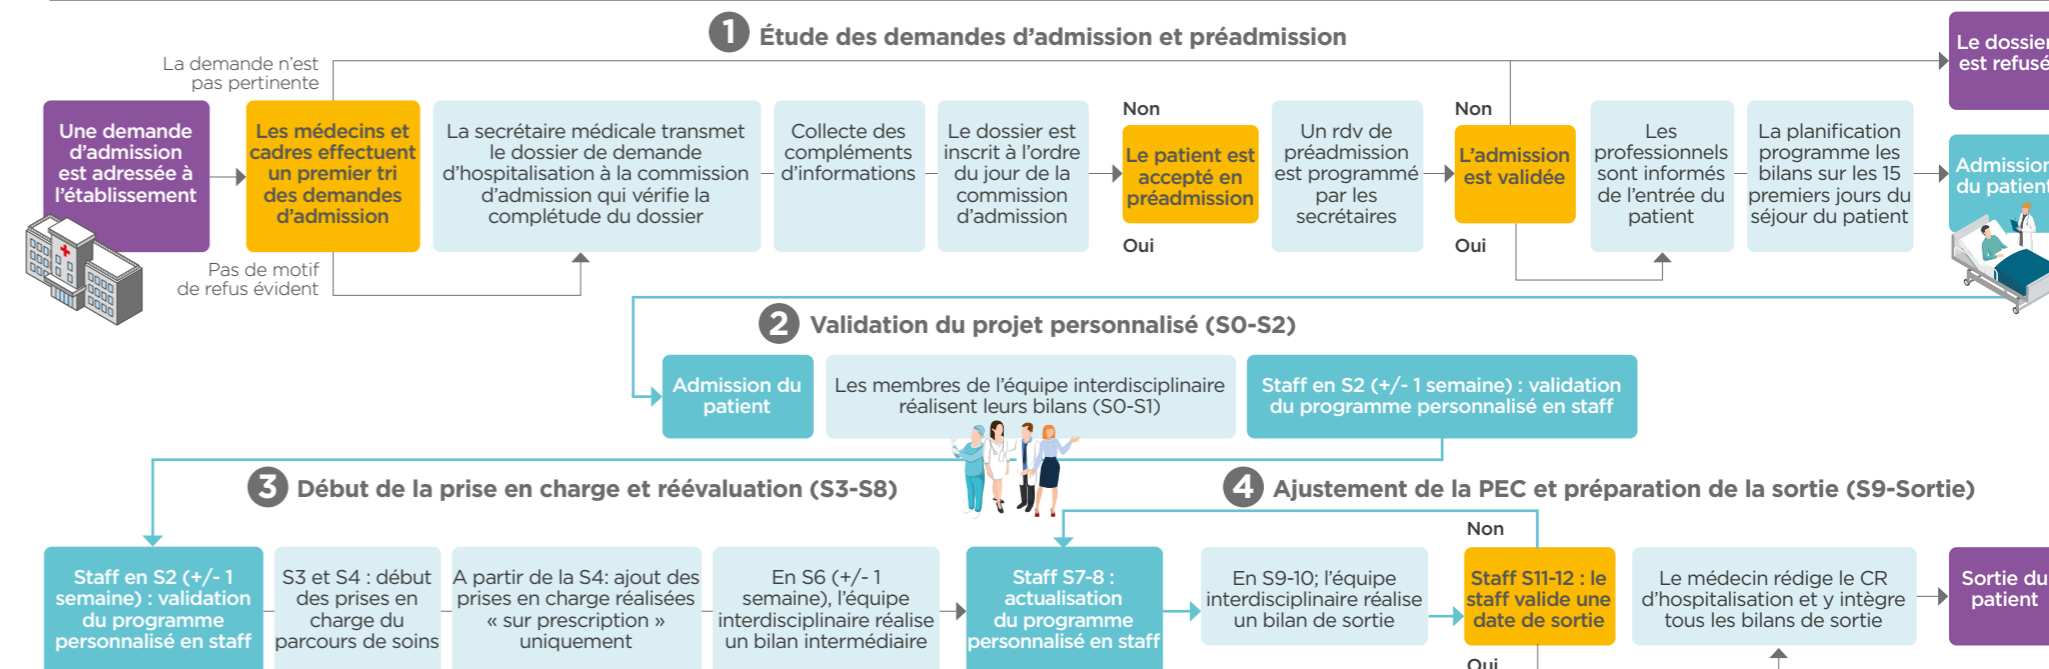 1 Étude des demandes d'admission et préadmission
La demande n'est
pas pertinente
Une demande
d'admission
est adressée à
l'établissement
Les médecins et
cadres effectuent
un premier tri
des demandes
d'admission
Pas de motif
de refus évident
La secrétaire médicale transmet
le dossier de demande
d'hospitalisation à la commission
d'admission qui vérifie la
complétude du dossier
Collecte des
compléments
d'informations
Le dossier est
inscrit à l'ordre
du jour de la
commission
d'admission
Non
Le patient est
accepté en
préadmission
Oui
Un rdv de
préadmission
est programmé
par les
secrétaires
Non
L'admission
est validée
Oui
Les
professionnels
sont informés
de l'entrée du
patient
La planification
programme les
bilans sur les 15
premiers jours du
séjour du patient
Le dossier
est refusé
Admission
du patient
2 Validation du projet personnalisé (S0-S2)
Admission du
patient
Les membres de l'équipe interdisciplinaire
réalisent leurs bilans (S0-S1)
Staff en S2 (+/- 1 semaine) : validation
du programme personnalisé en staff
3 Début de la prise en charge et réévaluation (S3-S8)
Staff en S2 (+/- 1
semaine) : validation
du programme
personnalisé en staff
S3 et S4 : début
des prises en
charge du
parcours de soins
A partir de la S4: ajout des
prises en charge réalisées
« sur prescription »
uniquement
En S6 (+/- 1
semaine), l'équipe
interdisciplinaire réalise
un bilan intermédiaire
Staff S7-8 :
actualisation
du programme
personnalisé en staff
4 Ajustement de la PEC et préparation de la sortie (S9-Sortie)
En S9-10; l'équipe
interdisciplinaire réalise
un bilan de sortie
Non
Staff S11-12 : le
staff valide une
date de sortie
Oui
Le médecin rédige le CR
d'hospitalisation et y intègre
tous les bilans de sortie
Sortie du
patient